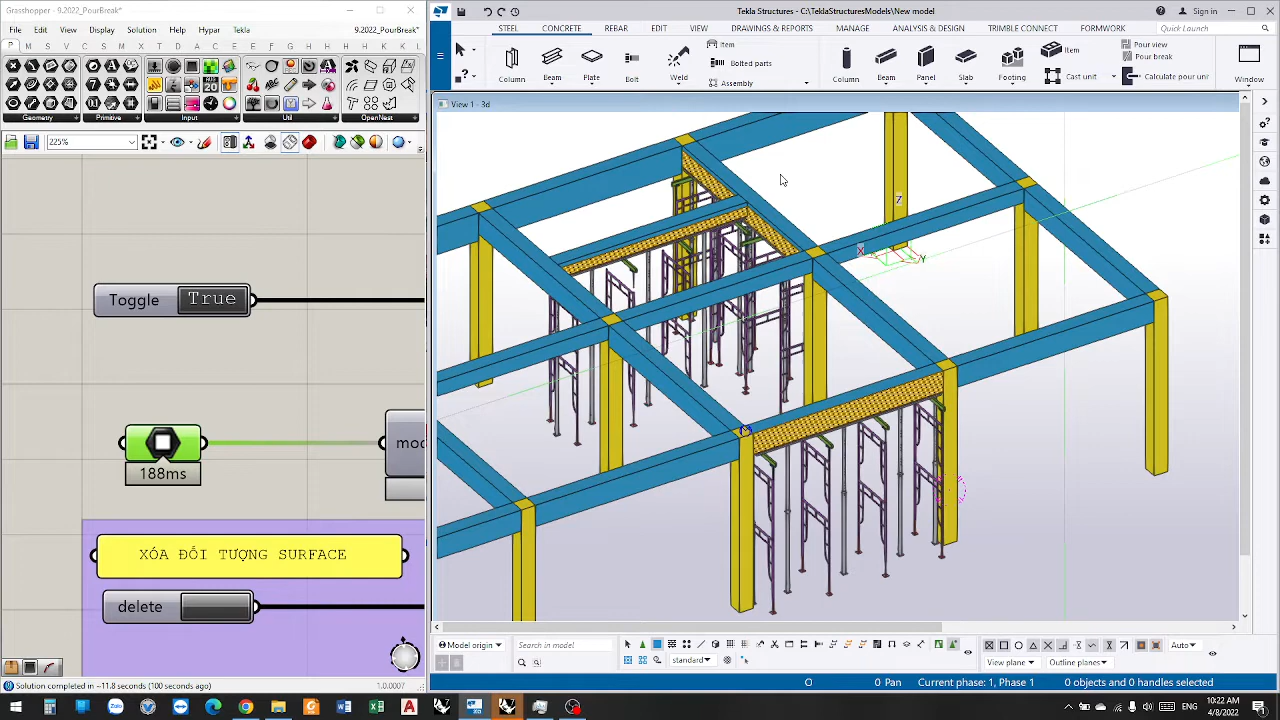 Grasshopper - 9.2022_PourBreak*
File Edit View Display Solution Help Hypar Tekla
9.2022_PourBreak*
Geometry Primitive Input Util OpenNest
225%
Toggle True
188ms
XÓA ĐỐI TƯỢNG SURFACE
delete
Solution completed in ~11.8 seconds (10 seconds ago)
1.0.0007
Tekla Structures - C:\TeklaStructuresModels\New model
Sign in
STEEL CONCRETE REBAR EDIT VIEW DRAWINGS & REPORTS MANAGE ANALYSIS & DESIGN TRIMBLE CONNECT FORMWORK
Quick Launch
Column Beam Plate Bolt Weld
Item
Bolted parts
Assembly
Column Beam Panel Slab Footing
Item
Cast unit
Pour view
Pour break
Calculate pour unit
Window
View 1 - 3d
Z
X
Y
Model origin
Search in model
standard
Auto
View plane
Outline planes
O
0 Pan
Current phase: 1, Phase 1
0 objects and 0 handles selected
10:22 AM
4/8/2022